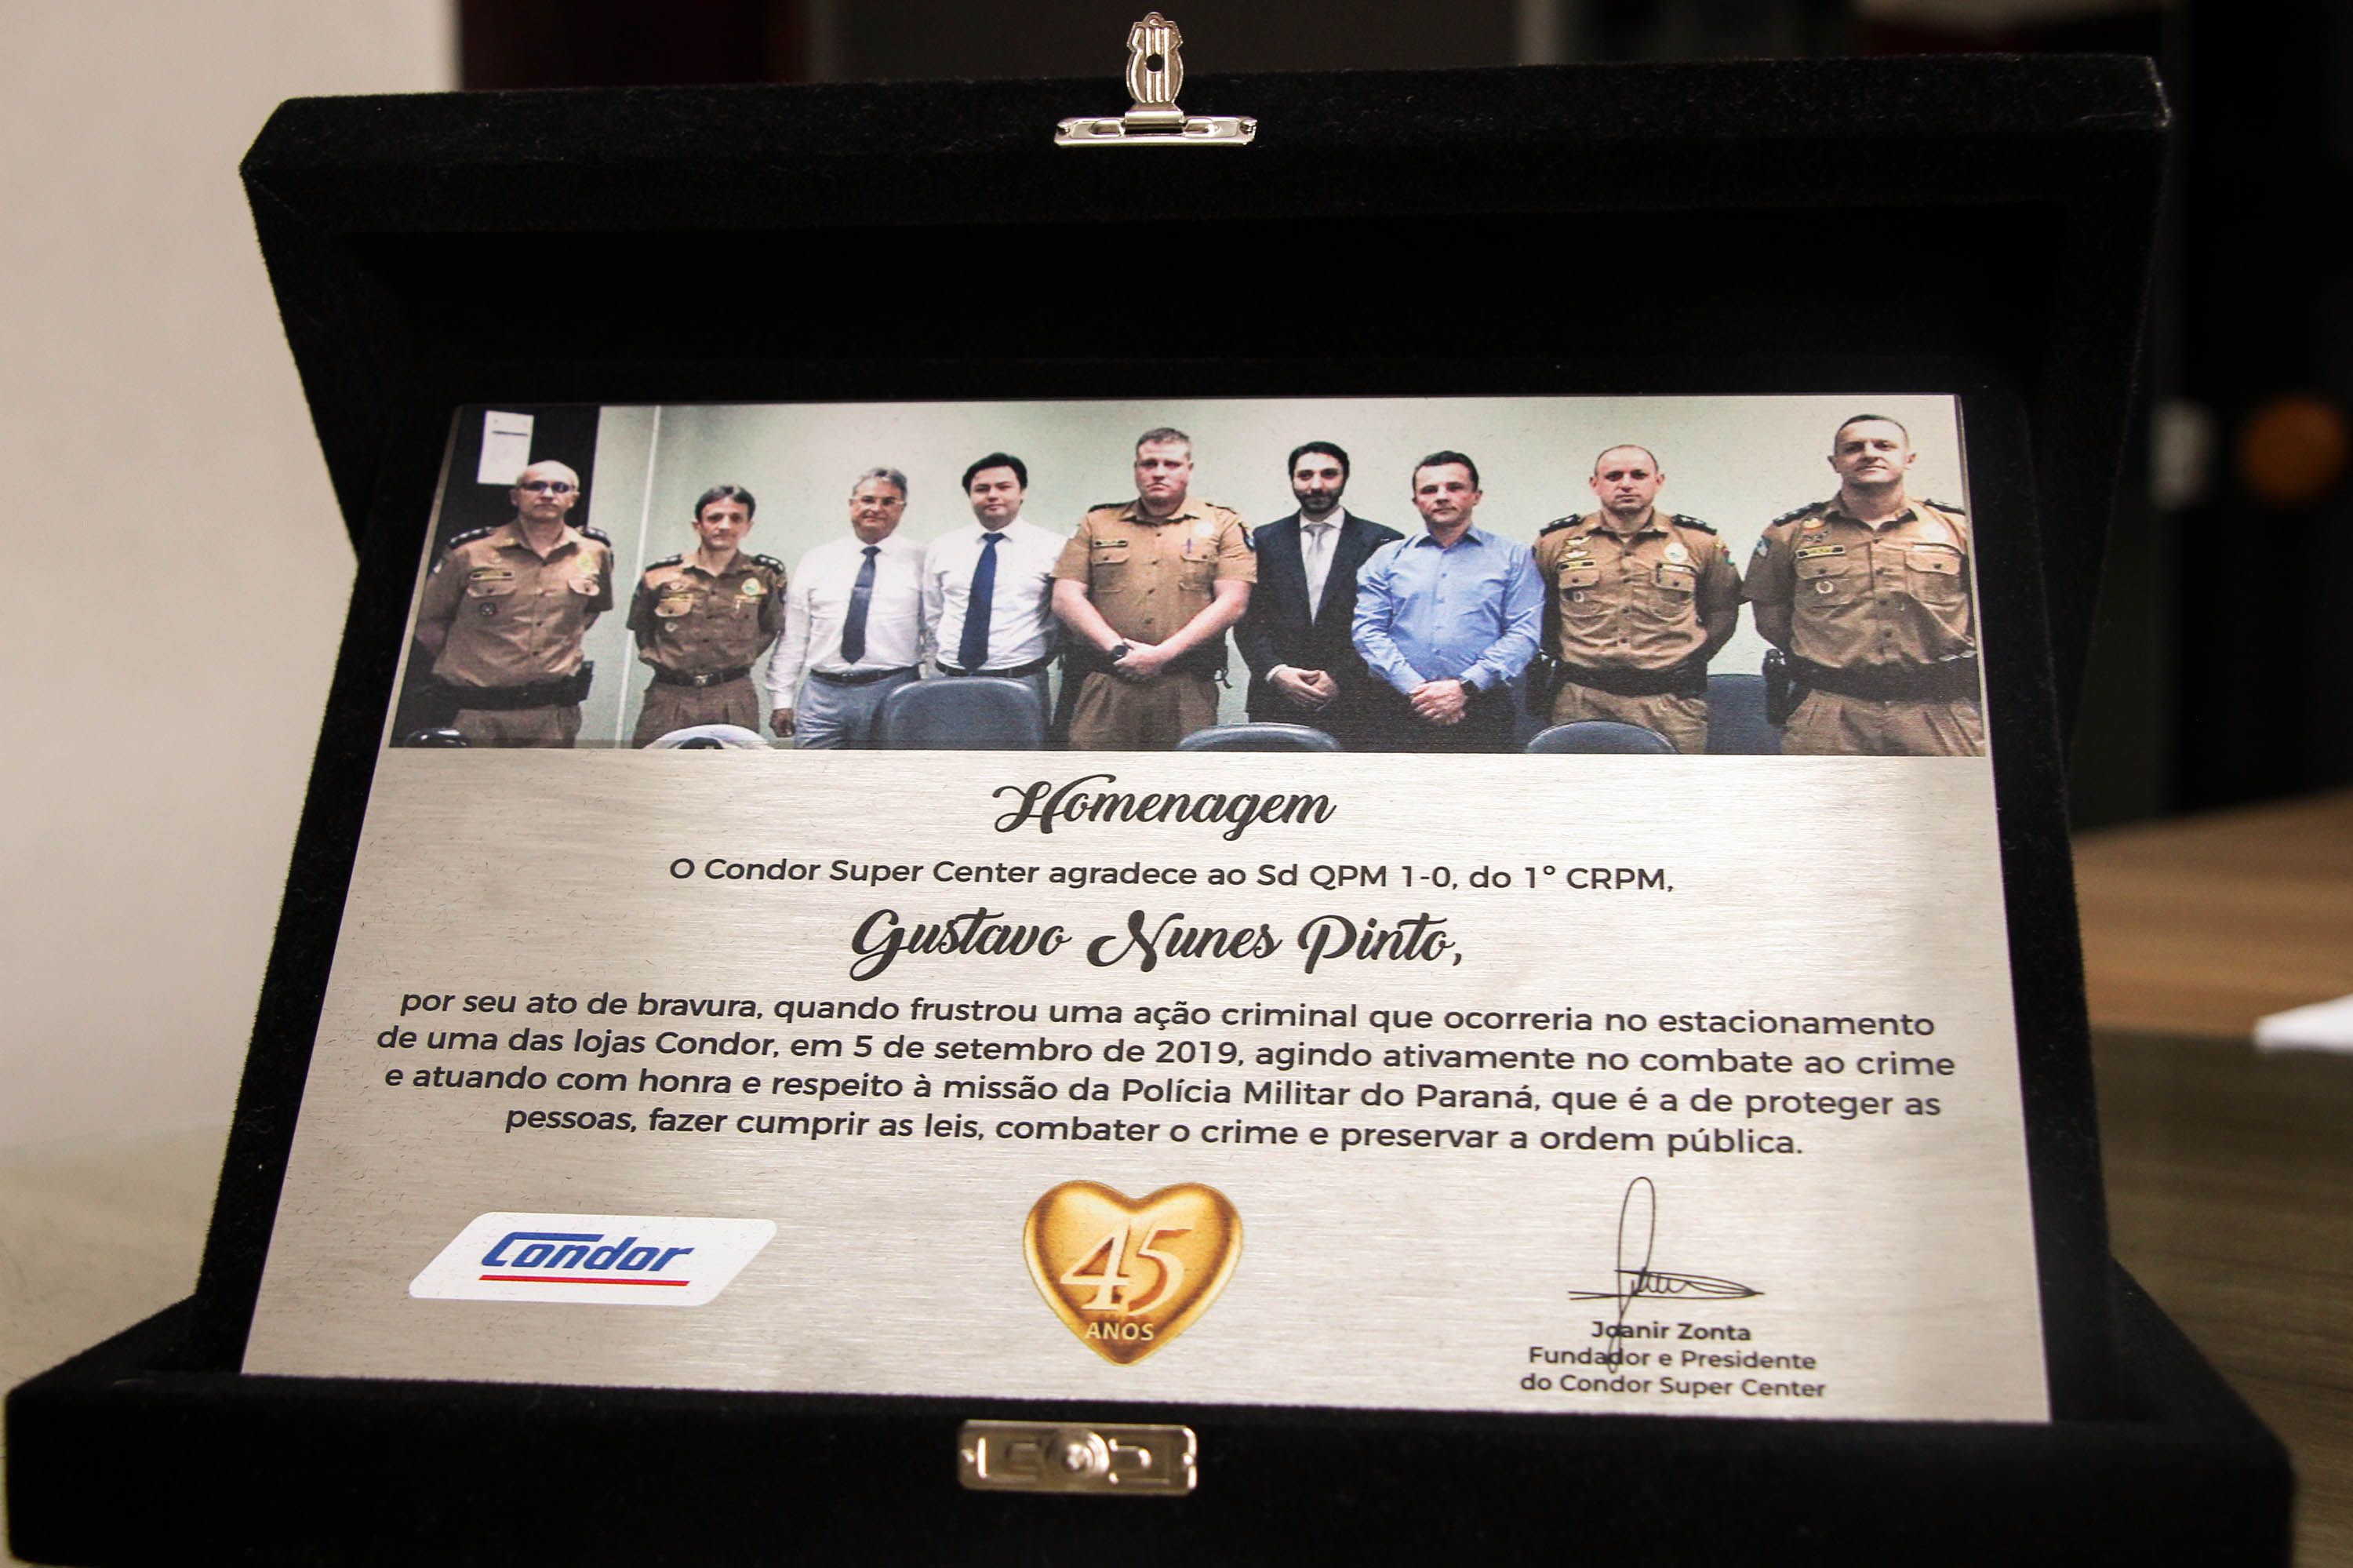 Homenagem
O Condor Super Center agradece ao Sd QPM 1-0, do 1º CRPM,
Gustavo Nunes Pinto,
por seu ato de bravura, quando frustrou uma ação criminal que ocorreria no estacionamento
de uma das lojas Condor, em 5 de setembro de 2019, agindo ativamente no combate ao crime
e atuando com honra e respeito à missão da Polícia Militar do Paraná, que é a de proteger as
pessoas, fazer cumprir as leis, combater o crime e preservar a ordem pública.
Condor
45
ANOS
Joanir Zonta
Fundador e Presidente
do Condor Super Center